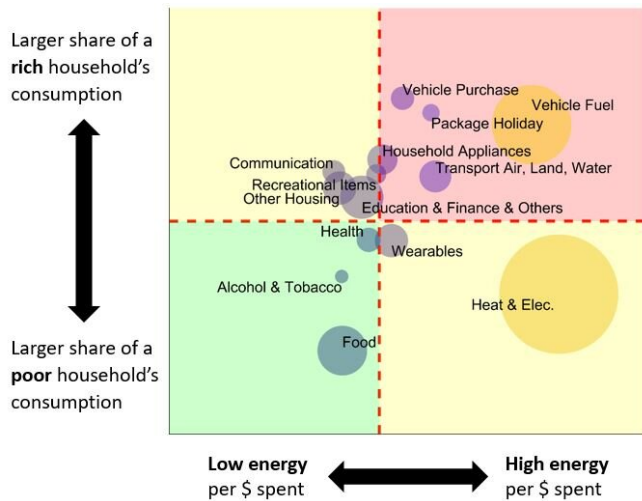 Larger share of a
rich household's
consumption
Vehicle Purchase
Vehicle Fuel
Package Holiday
Household Appliances
Communication
Transport Air, Land, Water
Recreational Items
Other Housing
Education & Finance & Others
Health
Wearables
Alcohol & Tobacco
Heat & Elec.
Food
Larger share of a
poor household's
consumption
Low energy
per $ spent
High energy
per $ spent